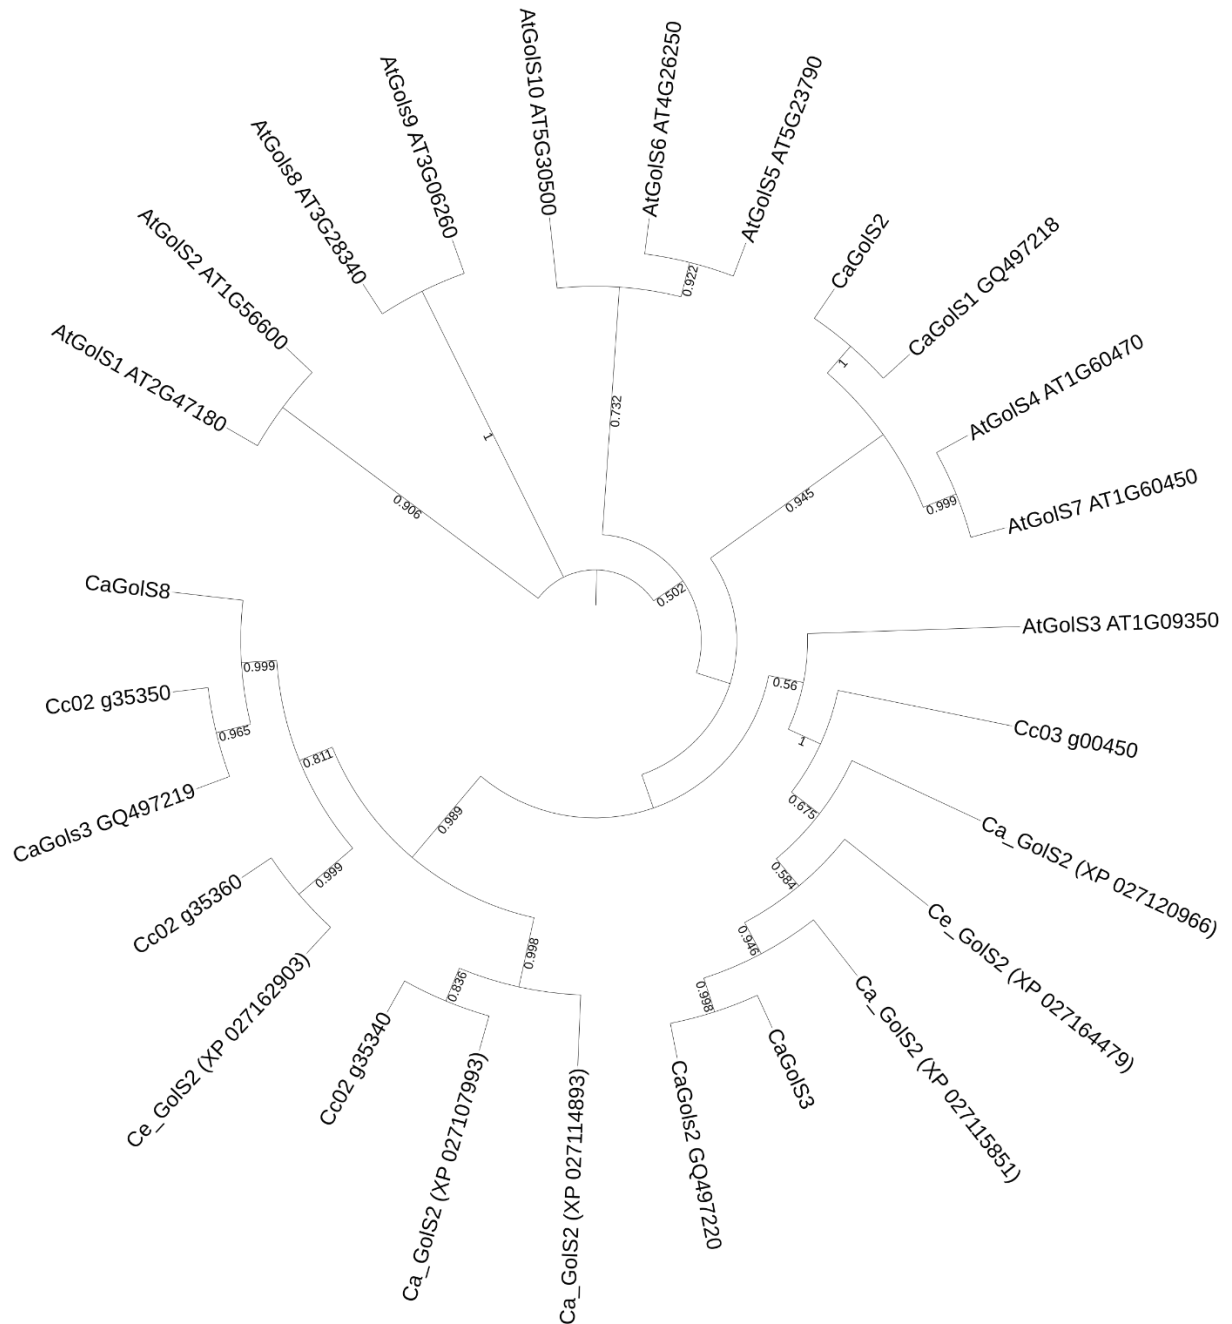 AtGolS10 AT5G30500
AtGolS6 AT4G26250
AtGolS5 AT5G23790
CaGolS2
CaGolS1 GQ497218
AtGolS4 AT1G60470
AtGolS7 AT1G60450
AtGolS3 AT1G09350
Cc03 g00450
Ca_GolS2 (XP 027120966)
Ce_GolS2 (XP 027164479)
Ca_GolS2 (XP 027115851)
CaGolS3
CaGols2 GQ497220
Ca_GolS2 (XP 027114893)
Ca_GolS2 (XP 027107993)
Cc02 g35340
Ce_GolS2 (XP 027162903)
Cc02 g35360
CaGols3 GQ497219
Cc02 g35350
CaGolS8
AtGolS1 AT2G47180
AtGolS2 AT1G56600
AtGols8 AT3G28340
AtGols9 AT3G06260
0.922
0.732
1
0.945
0.999
0.502
0.56
1
0.675
0.584
0.946
0.998
0.989
0.998
0.836
0.811
0.999
0.999
0.965
0.906
1